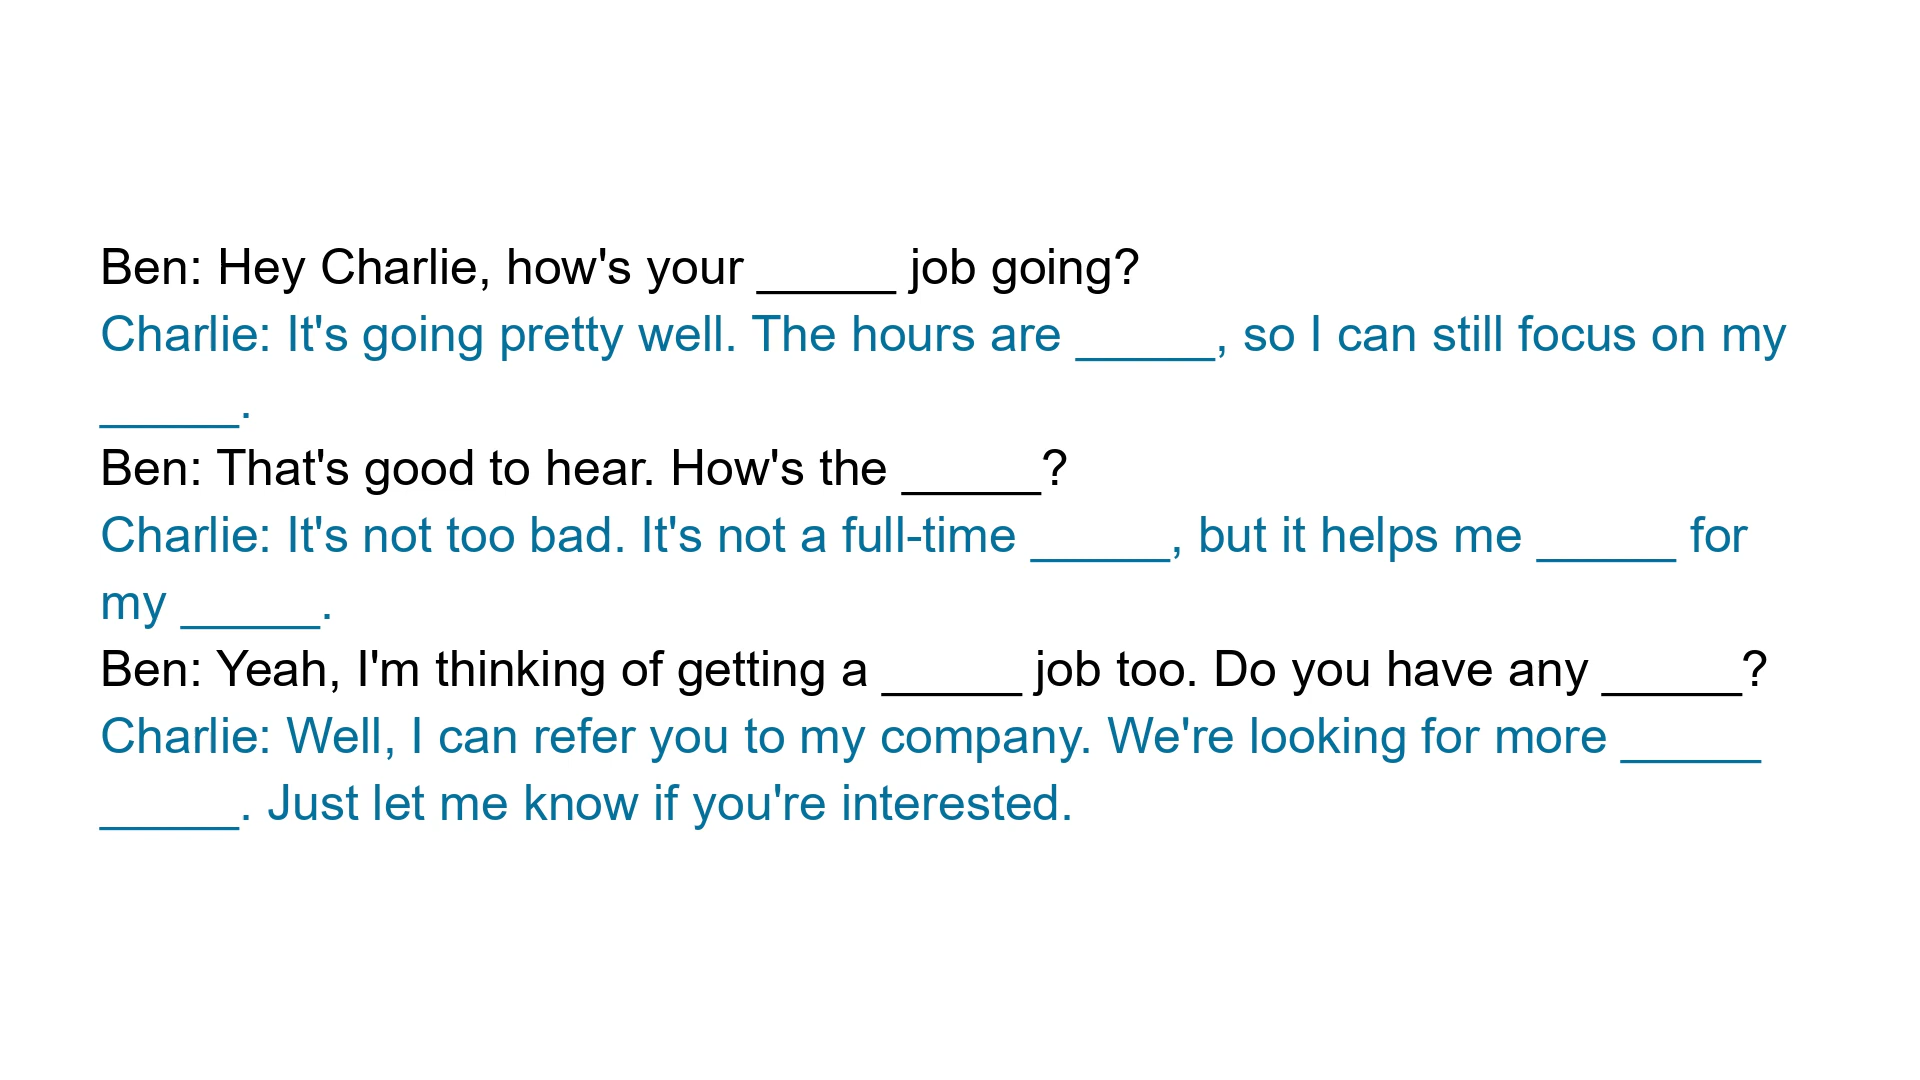 Ben: Hey Charlie, how's your _____ job going?
Charlie: It's going pretty well. The hours are _____, so I can still focus on my
_____.
Ben: That's good to hear. How's the _____?
Charlie: It's not too bad. It's not a full-time _____, but it helps me _____ for
my _____.
Ben: Yeah, I'm thinking of getting a _____ job too. Do you have any _____?
Charlie: Well, I can refer you to my company. We're looking for more _____
_____. Just let me know if you're interested.